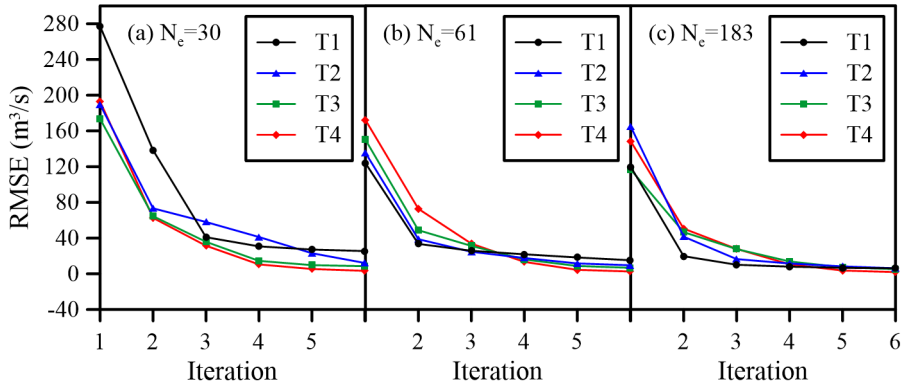 280
240
200
160
120
80
40
0
-40
RMSE (m³/s)
(a) Nₑ=30
T1
T2
T3
T4
(b) Nₑ=61
T1
T2
T3
T4
(c) Nₑ=183
T1
T2
T3
T4
1 2 3 4 5 2 3 4 5 2 3 4 5 6
Iteration Iteration Iteration